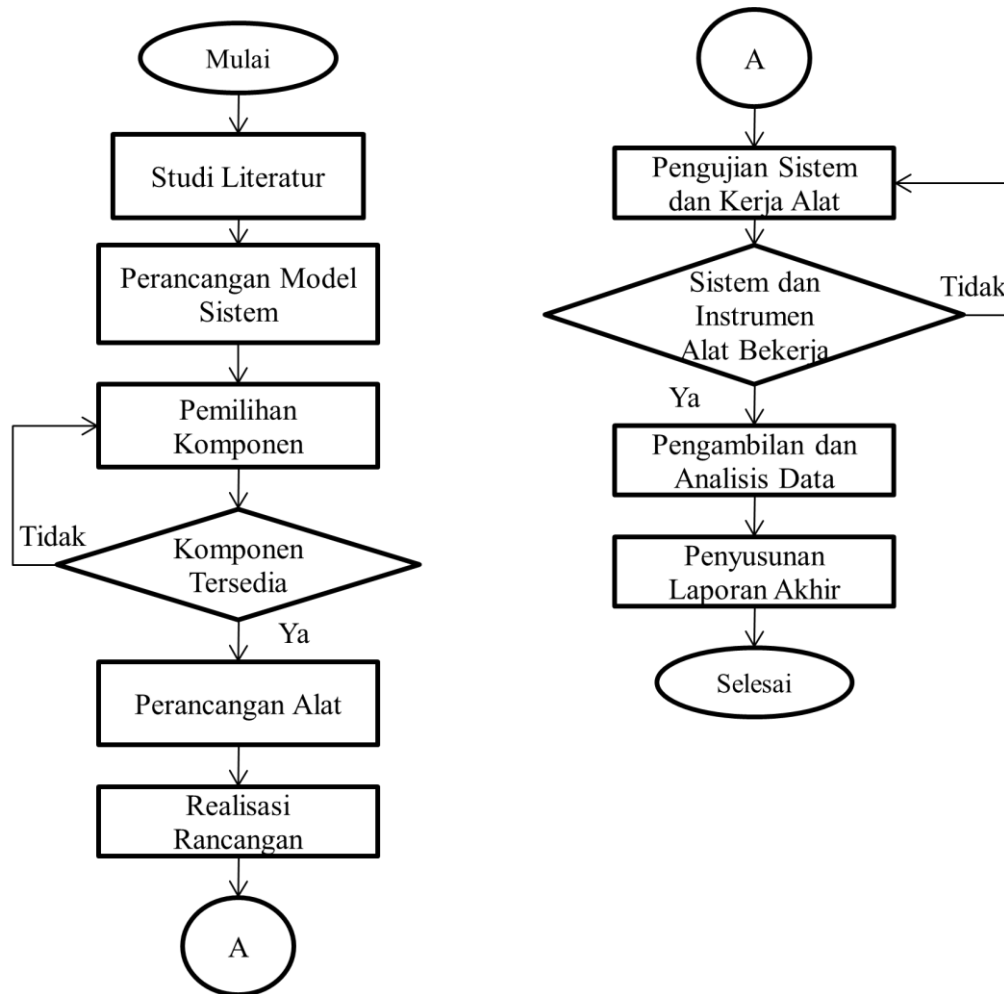 Mulai
Studi Literatur
Perancangan Model
Sistem
Pemilihan
Komponen
Tidak
Komponen
Tersedia
Ya
Perancangan Alat
Realisasi
Rancangan
A
A
Pengujian Sistem
dan Kerja Alat
Sistem dan
Instrumen
Alat Bekerja
Tidak
Ya
Pengambilan dan
Analisis Data
Penyusunan
Laporan Akhir
Selesai